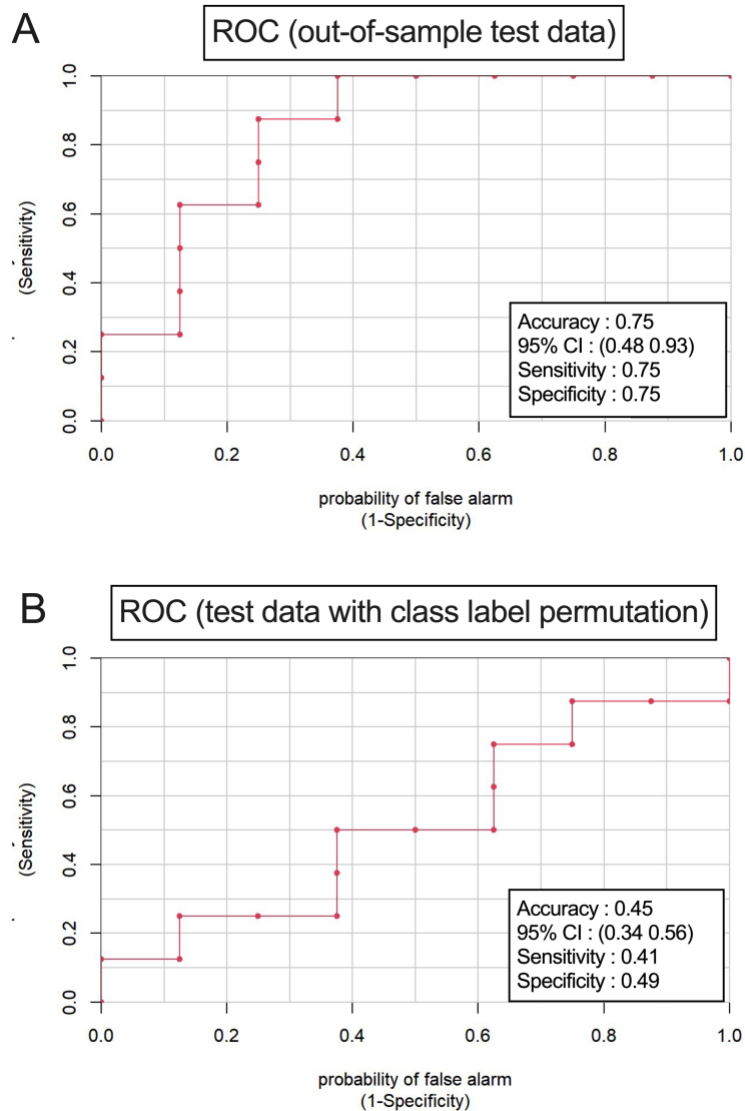 A
ROC (out-of-sample test data)
1.0
0.8
0.6
0.4
0.2
0.0
(Sensitivity)
Accuracy : 0.75
95% CI : (0.48 0.93)
Sensitivity : 0.75
Specificity : 0.75
0.0 0.2 0.4 0.6 0.8 1.0
probability of false alarm
(1-Specificity)
B
ROC (test data with class label permutation)
1.0
0.8
0.6
0.4
0.2
0.0
(Sensitivity)
Accuracy : 0.45
95% CI : (0.34 0.56)
Sensitivity : 0.41
Specificity : 0.49
0.0 0.2 0.4 0.6 0.8 1.0
probability of false alarm
(1-Specificity)